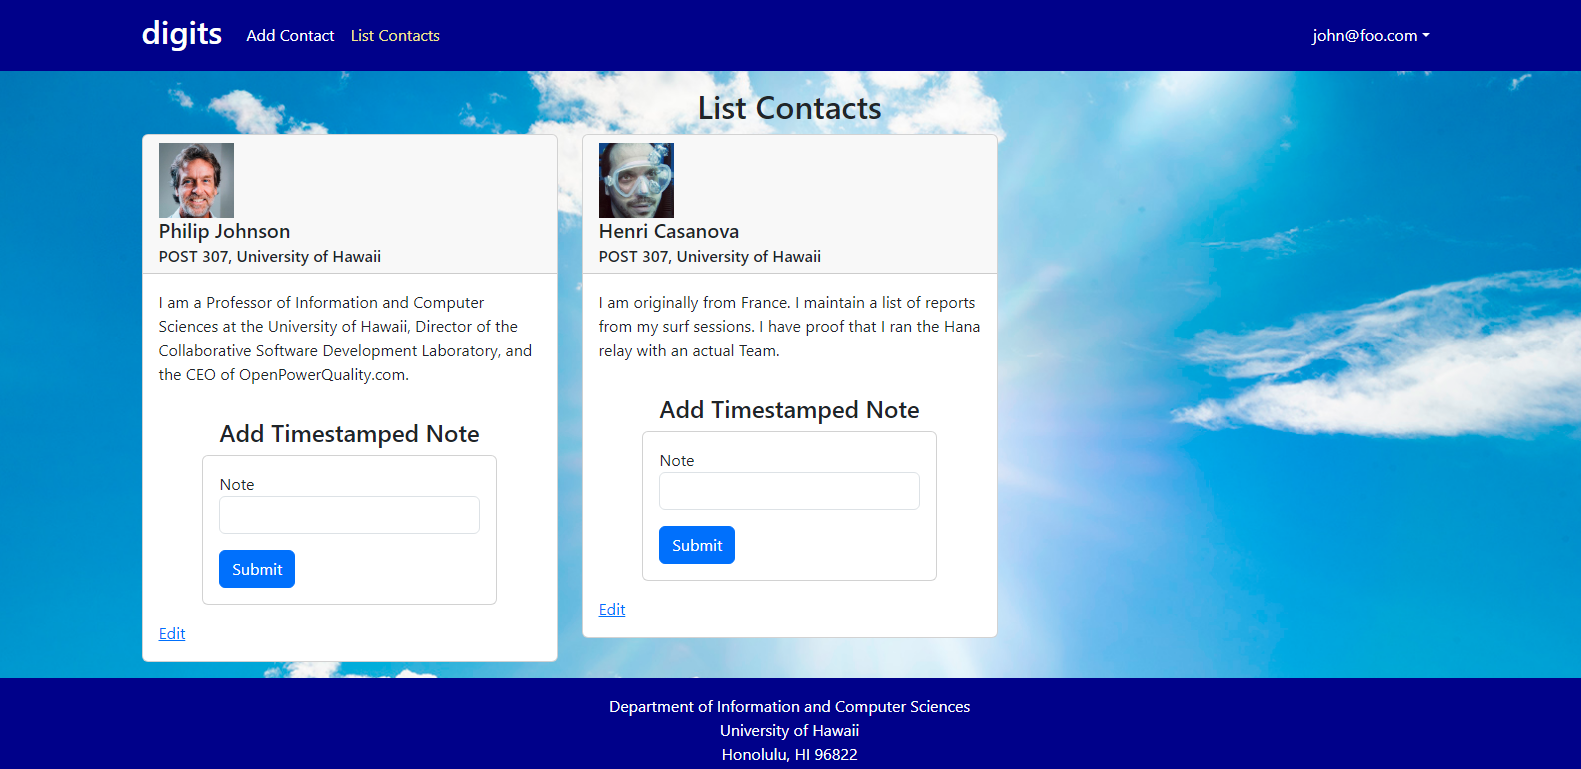 digits Add Contact List Contacts john@foo.com
List Contacts
Philip Johnson
POST 307, University of Hawaii
I am a Professor of Information and Computer
Sciences at the University of Hawaii, Director of the
Collaborative Software Development Laboratory, and
the CEO of OpenPowerQuality.com.
Add Timestamped Note
Note
Submit
Edit
Henri Casanova
POST 307, University of Hawaii
I am originally from France. I maintain a list of reports
from my surf sessions. I have proof that I ran the Hana
relay with an actual Team.
Add Timestamped Note
Note
Submit
Edit
Department of Information and Computer Sciences
University of Hawaii
Honolulu, HI 96822